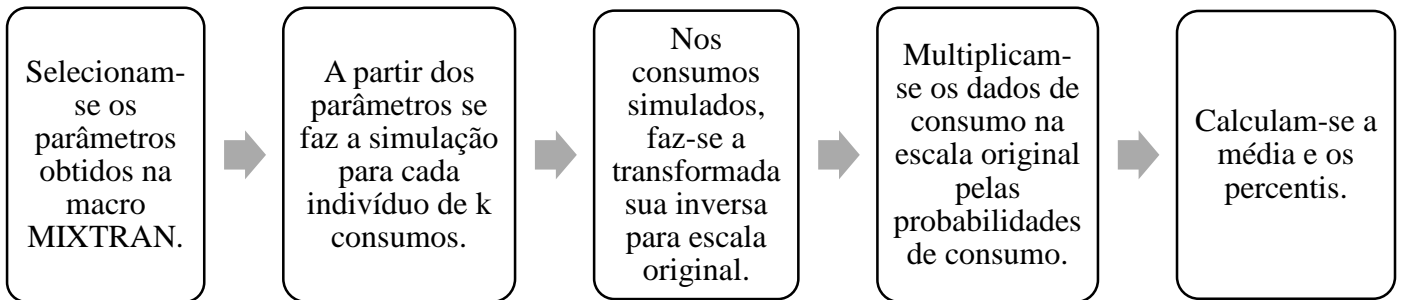 Selecionam-
se os
parâmetros
obtidos na
macro
MIXTRAN.
A partir dos
parâmetros se
faz a simulação
para cada
indivíduo de k
consumos.
Nos
consumos
simulados,
faz-se a
transformada
sua inversa
para escala
original.
Multiplicam-
se os dados de
consumo na
escala original
pelas
probabilidades
de consumo.
Calculam-se a
média e os
percentis.